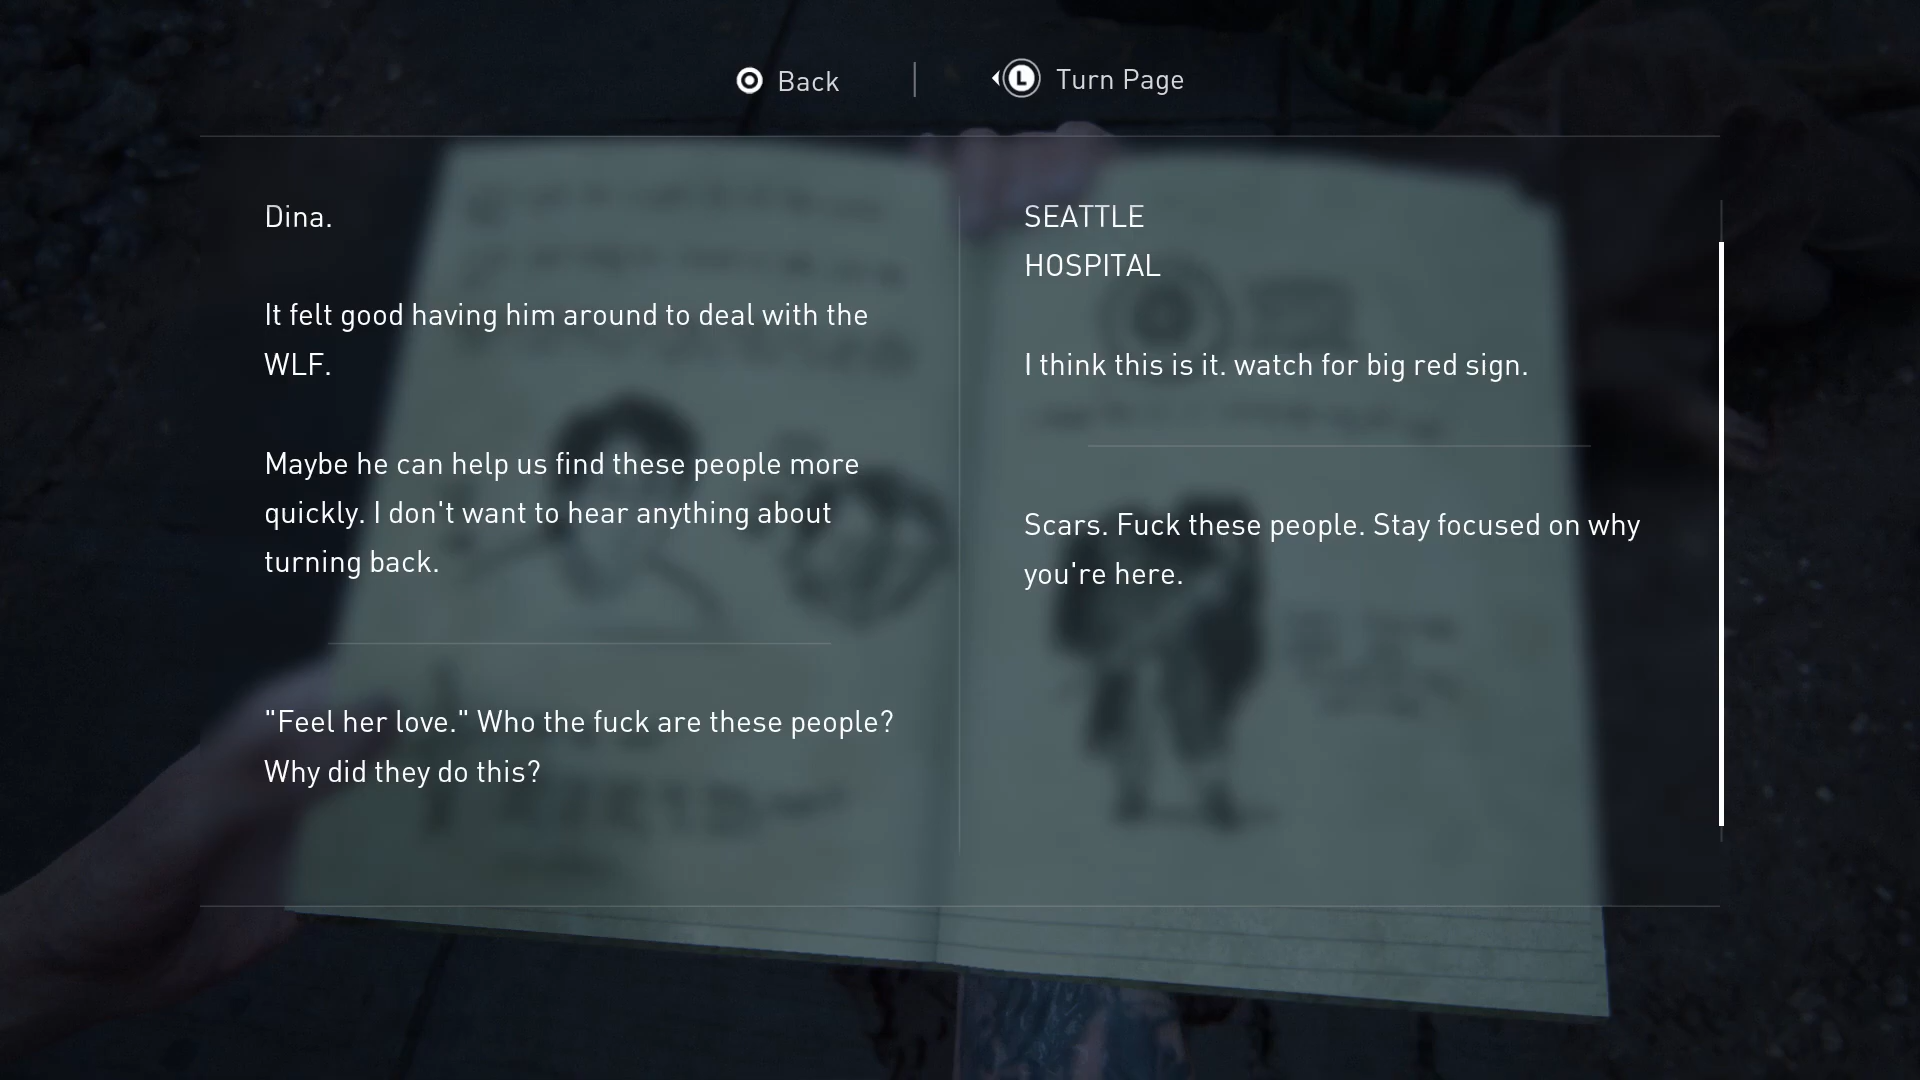 Back
L Turn Page
Dina.
It felt good having him around to deal with the
WLF.
Maybe he can help us find these people more
quickly. I don't want to hear anything about
turning back.
"Feel her love." Who the fuck are these people?
Why did they do this?
SEATTLE
HOSPITAL
I think this is it. watch for big red sign.
Scars. Fuck these people. Stay focused on why
you're here.